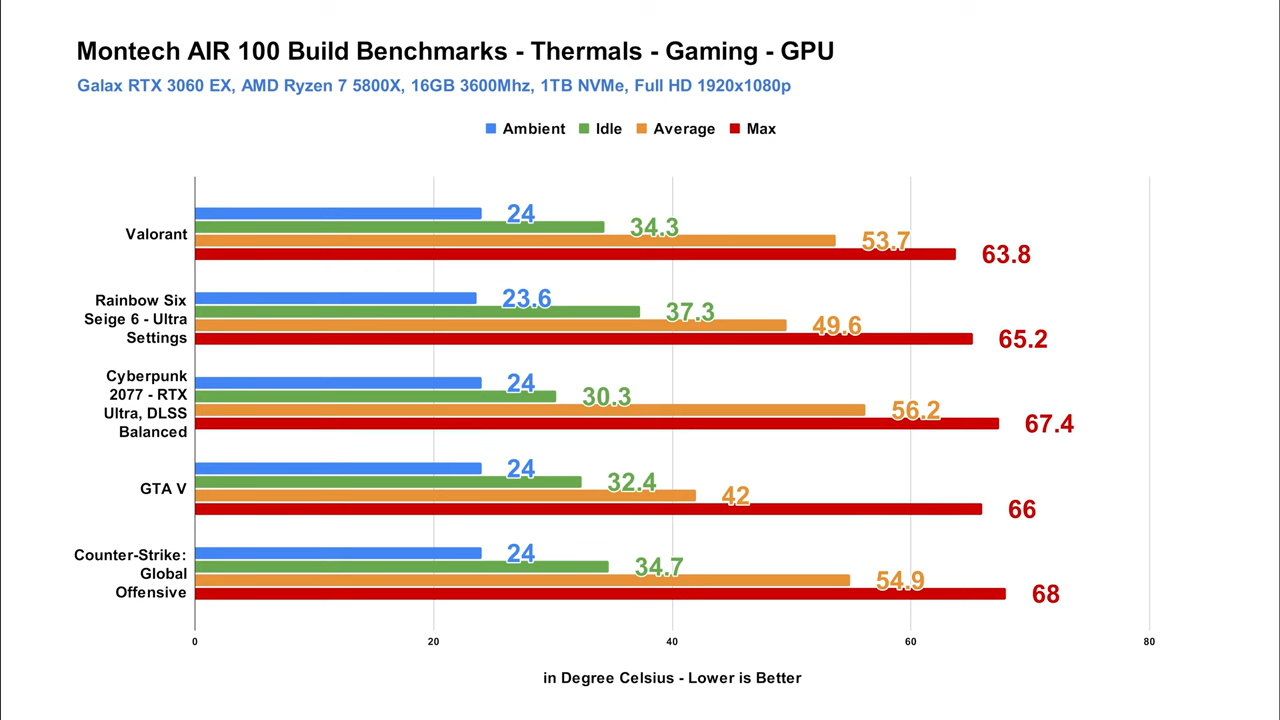 Montech AIR 100 Build Benchmarks - Thermals - Gaming - GPU
Galax RTX 3060 EX, AMD Ryzen 7 5800X, 16GB 3600Mhz, 1TB NVMe, Full HD 1920x1080p
Ambient Idle Average Max
Valorant
24
34.3
53.7
63.8
Rainbow Six
Seige 6 - Ultra
Settings
23.6
37.3
49.6
65.2
Cyberpunk
2077 - RTX
Ultra, DLSS
Balanced
24
30.3
56.2
67.4
GTA V
24
32.4
42
66
Counter-Strike:
Global
Offensive
24
34.7
54.9
68
0 20 40 60 80
in Degree Celsius - Lower is Better